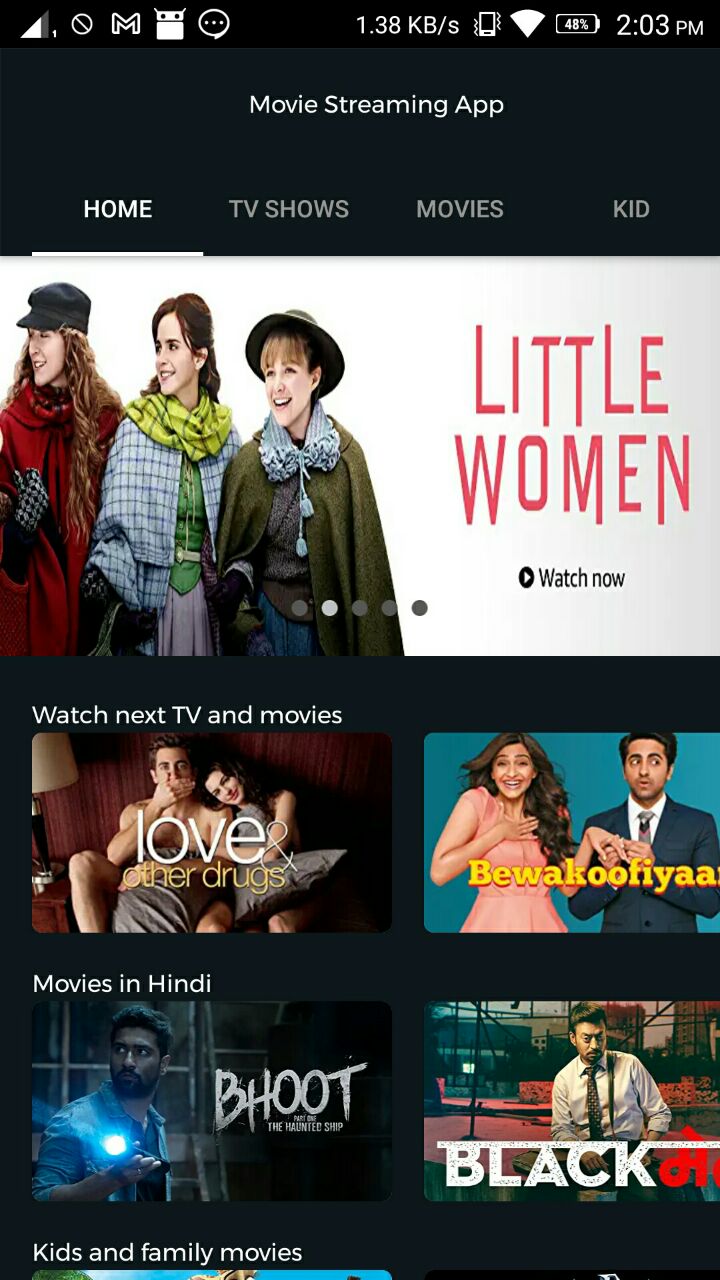 1 1.38 KB/s 48% 2:03 PM
Movie Streaming App
HOME TV SHOWS MOVIES KID
LITTLE
WOMEN
Watch now
Watch next TV and movies
love &
other drugs
Bewakoofiyaa
Movies in Hindi
BHOOT
PART ONE
THE HAUNTED SHIP
BLACKमे
Kids and family movies